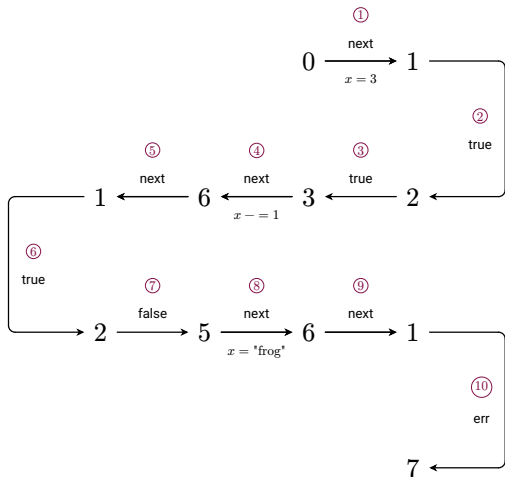 ①
next
0 1
x = 3
②
true
⑤ ④ ③
next next true
1 6 3 2
x − = 1
⑥
true
⑦ ⑧ ⑨
false next next
2 5 6 1
x = "frog"
⑩
err
7